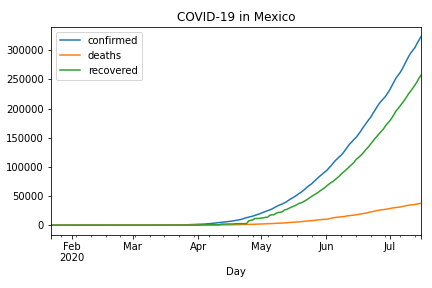 COVID-19 in Mexico
confirmed
deaths
recovered
300000
250000
200000
150000
100000
50000
0
Feb Mar Apr May Jun Jul
2020
Day